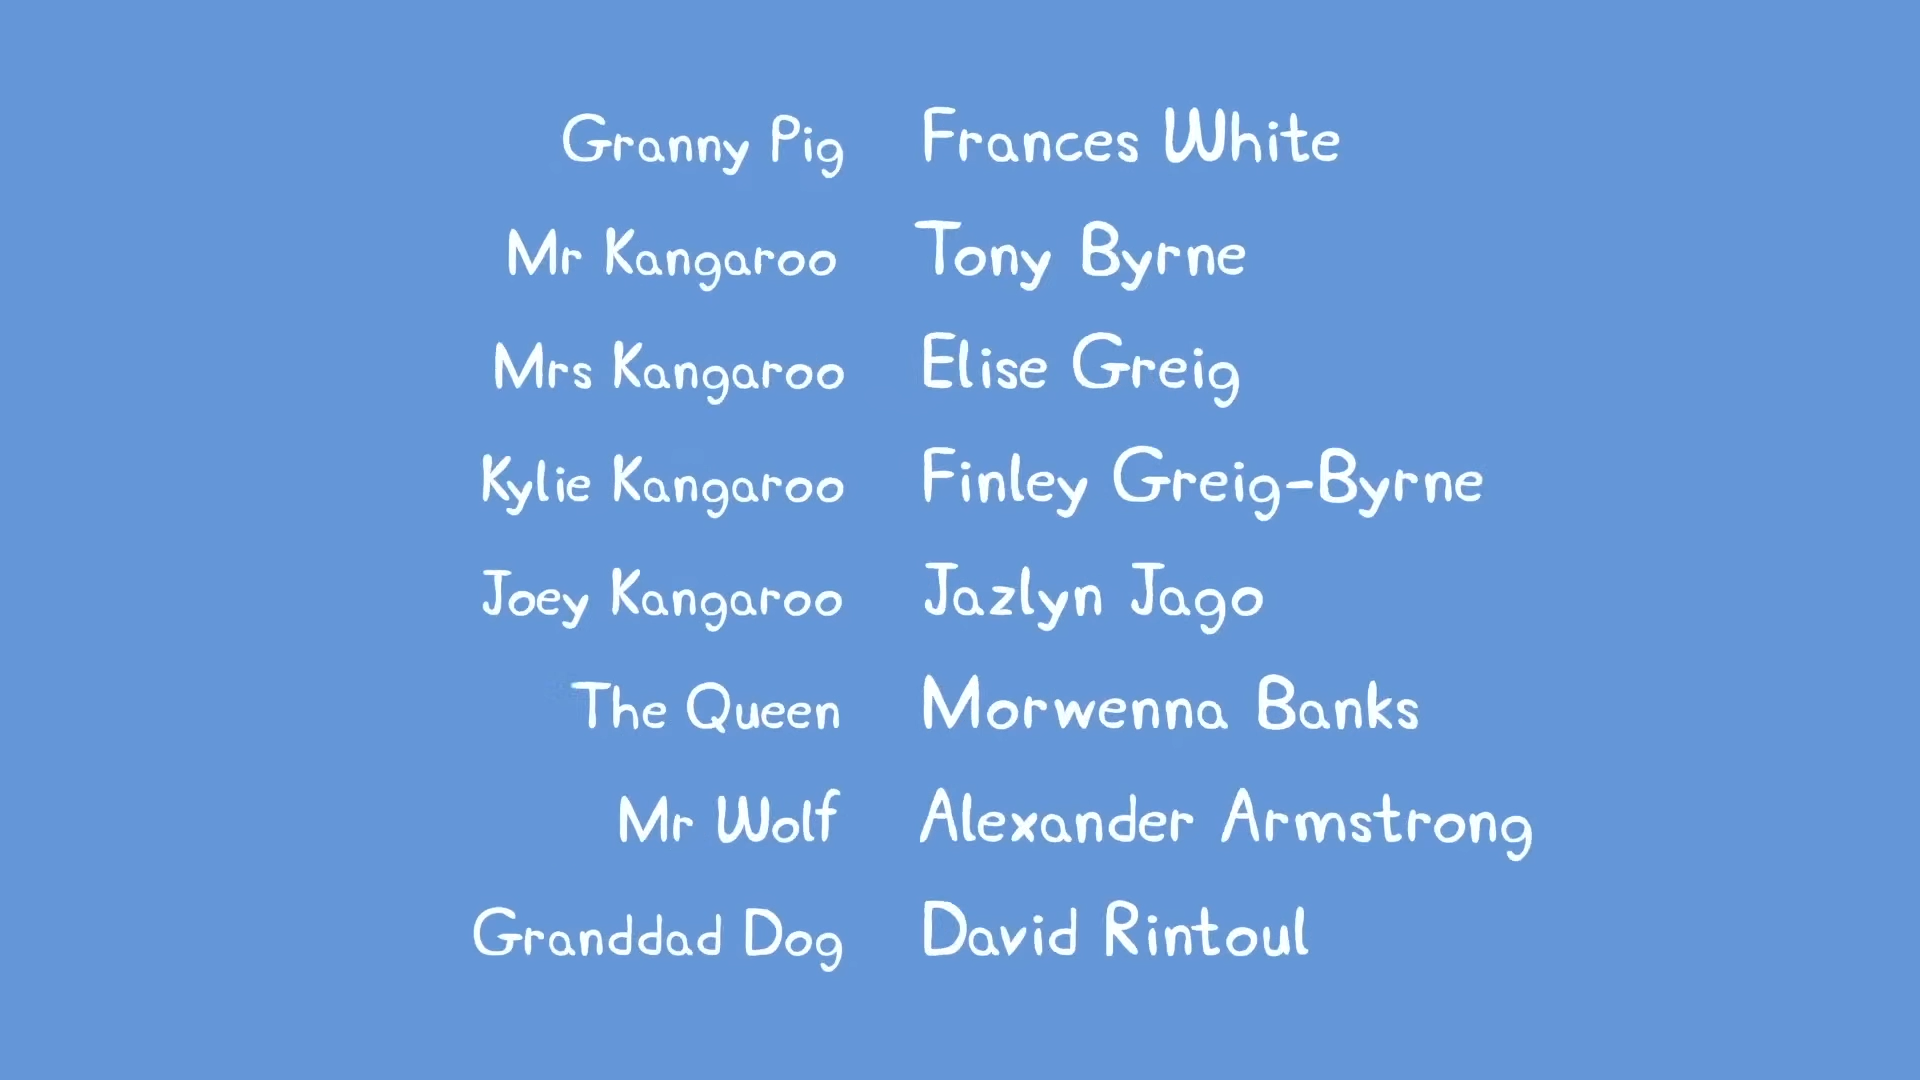 Granny Pig Frances White
Mr Kangaroo Tony Byrne
Mrs Kangaroo Elise Greig
Kylie Kangaroo Finley Greig-Byrne
Joey Kangaroo Jazlyn Jago
The Queen Morwenna Banks
Mr Wolf Alexander Armstrong
Granddad Dog David Rintoul